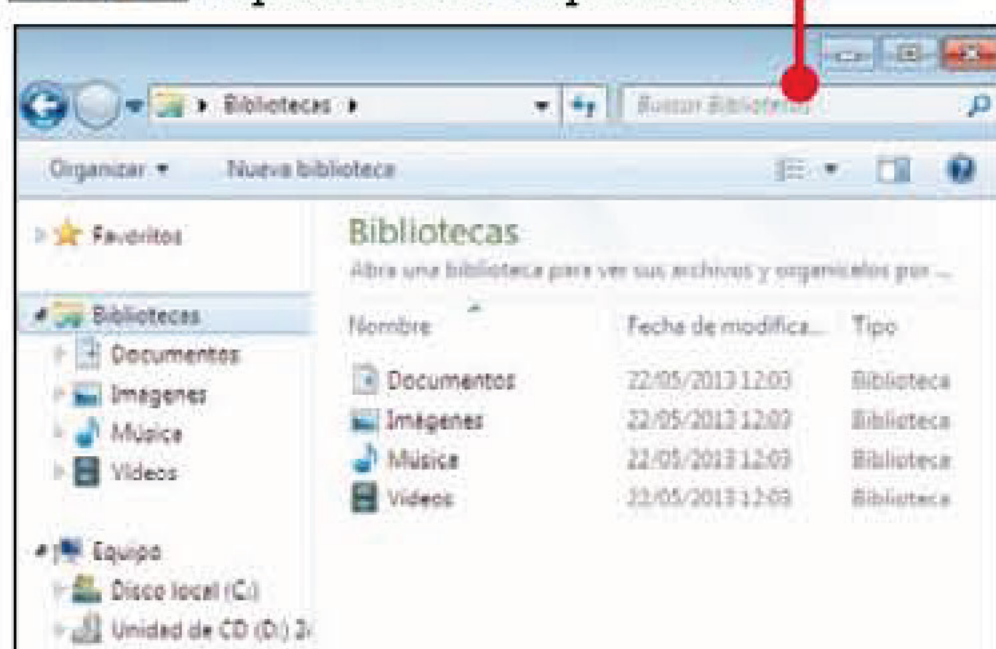 Bibliotecas
Buscar Bibliotecas
Organizar
Nueva biblioteca
Favoritos
Bibliotecas
Documentos
Imágenes
Música
Vídeos
Equipo
Disco local (C:)
Unidad de CD (D:)
Bibliotecas
Abra una biblioteca para ver sus archivos y organícelos por ...
Nombre Fecha de modifica... Tipo
Documentos 22/05/2013 12:03 Biblioteca
Imágenes 22/05/2013 12:03 Biblioteca
Música 22/05/2013 12:03 Biblioteca
Vídeos 22/05/2013 12:03 Biblioteca